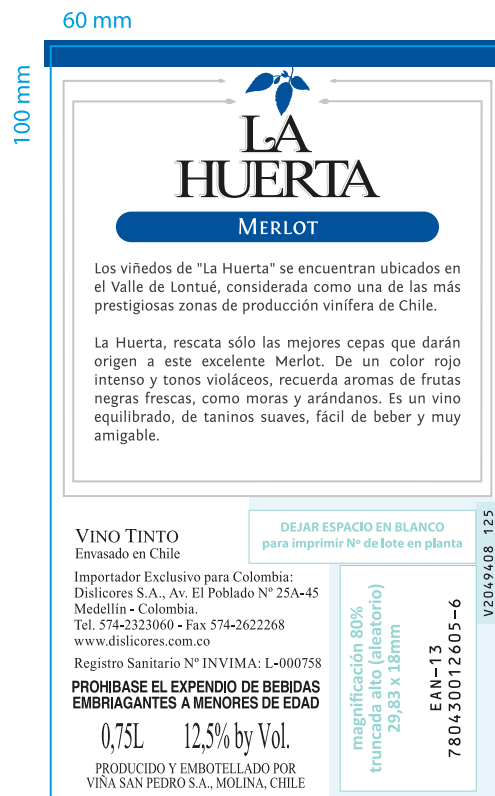 60 mm
100 mm
LA
HUERTA
MERLOT
Los viñedos de "La Huerta" se encuentran ubicados en
el Valle de Lontué, considerada como una de las más
prestigiosas zonas de producción vinífera de Chile.
La Huerta, rescata sólo las mejores cepas que darán
origen a este excelente Merlot. De un color rojo
intenso y tonos violáceos, recuerda aromas de frutas
negras frescas, como moras y arándanos. Es un vino
equilibrado, de taninos suaves, fácil de beber y muy
amigable.
VINO TINTO
Envasado en Chile
Importador Exclusivo para Colombia:
Dislicores S.A., Av. El Poblado Nº 25A-45
Medellín - Colombia.
Tel. 574-2323060 - Fax 574-2622268
www.dislicores.com.co
Registro Sanitario Nº INVIMA: L-000758
PROHIBASE EL EXPENDIO DE BEBIDAS
EMBRIAGANTES A MENORES DE EDAD
0,75L 12,5% by Vol.
PRODUCIDO Y EMBOTELLADO POR
VIÑA SAN PEDRO S.A., MOLINA, CHILE
DEJAR ESPACIO EN BLANCO
para imprimir Nº de lote en planta
V2049408 125
magnificación 80%
truncada alto (aleatorio)
29,83 x 18mm
EAN-13
780430012605-6